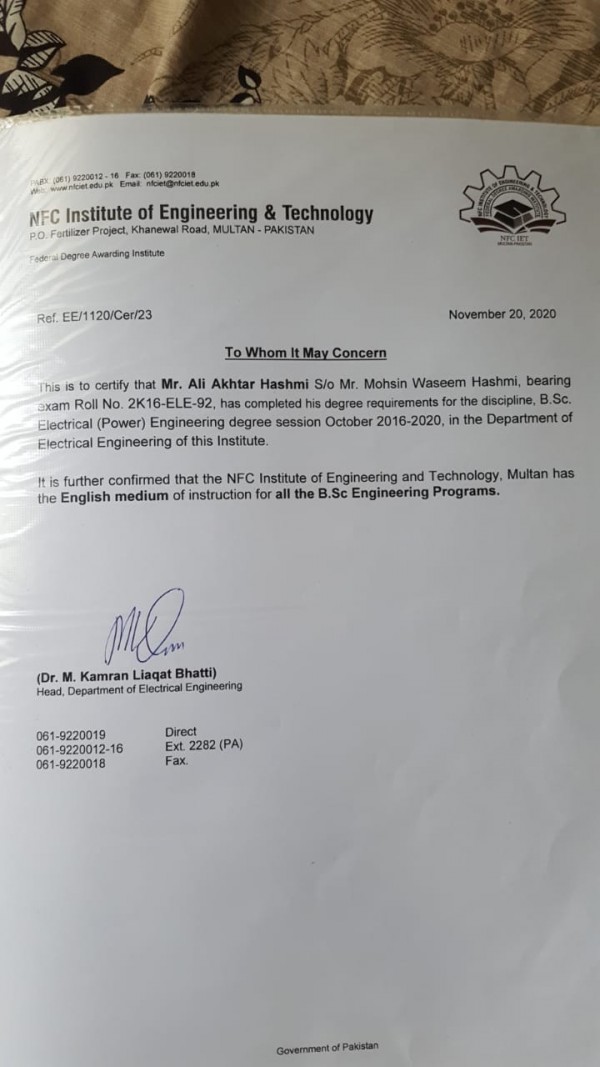 PABX: (061) 9220012 - 16 Fax: (061) 9220018
Web: www.nfciet.edu.pk Email: nfciet@nfciet.edu.pk
NFC Institute of Engineering & Technology
P.O. Fertilizer Project, Khanewal Road, MULTAN - PAKISTAN
Federal Degree Awarding Institute
NFC IET
MULTAN PAKISTAN
Ref. EE/1120/Cer/23
November 20, 2020
To Whom It May Concern
This is to certify that Mr. Ali Akhtar Hashmi S/o Mr. Mohsin Waseem Hashmi, bearing
exam Roll No. 2K16-ELE-92, has completed his degree requirements for the discipline, B.Sc.
Electrical (Power) Engineering degree session October 2016-2020, in the Department of
Electrical Engineering of this Institute.
It is further confirmed that the NFC Institute of Engineering and Technology, Multan has
the English medium of instruction for all the B.Sc Engineering Programs.
(Dr. M. Kamran Liaqat Bhatti)
Head, Department of Electrical Engineering
061-9220019 Direct
061-9220012-16 Ext. 2282 (PA)
061-9220018 Fax.
Government of Pakistan